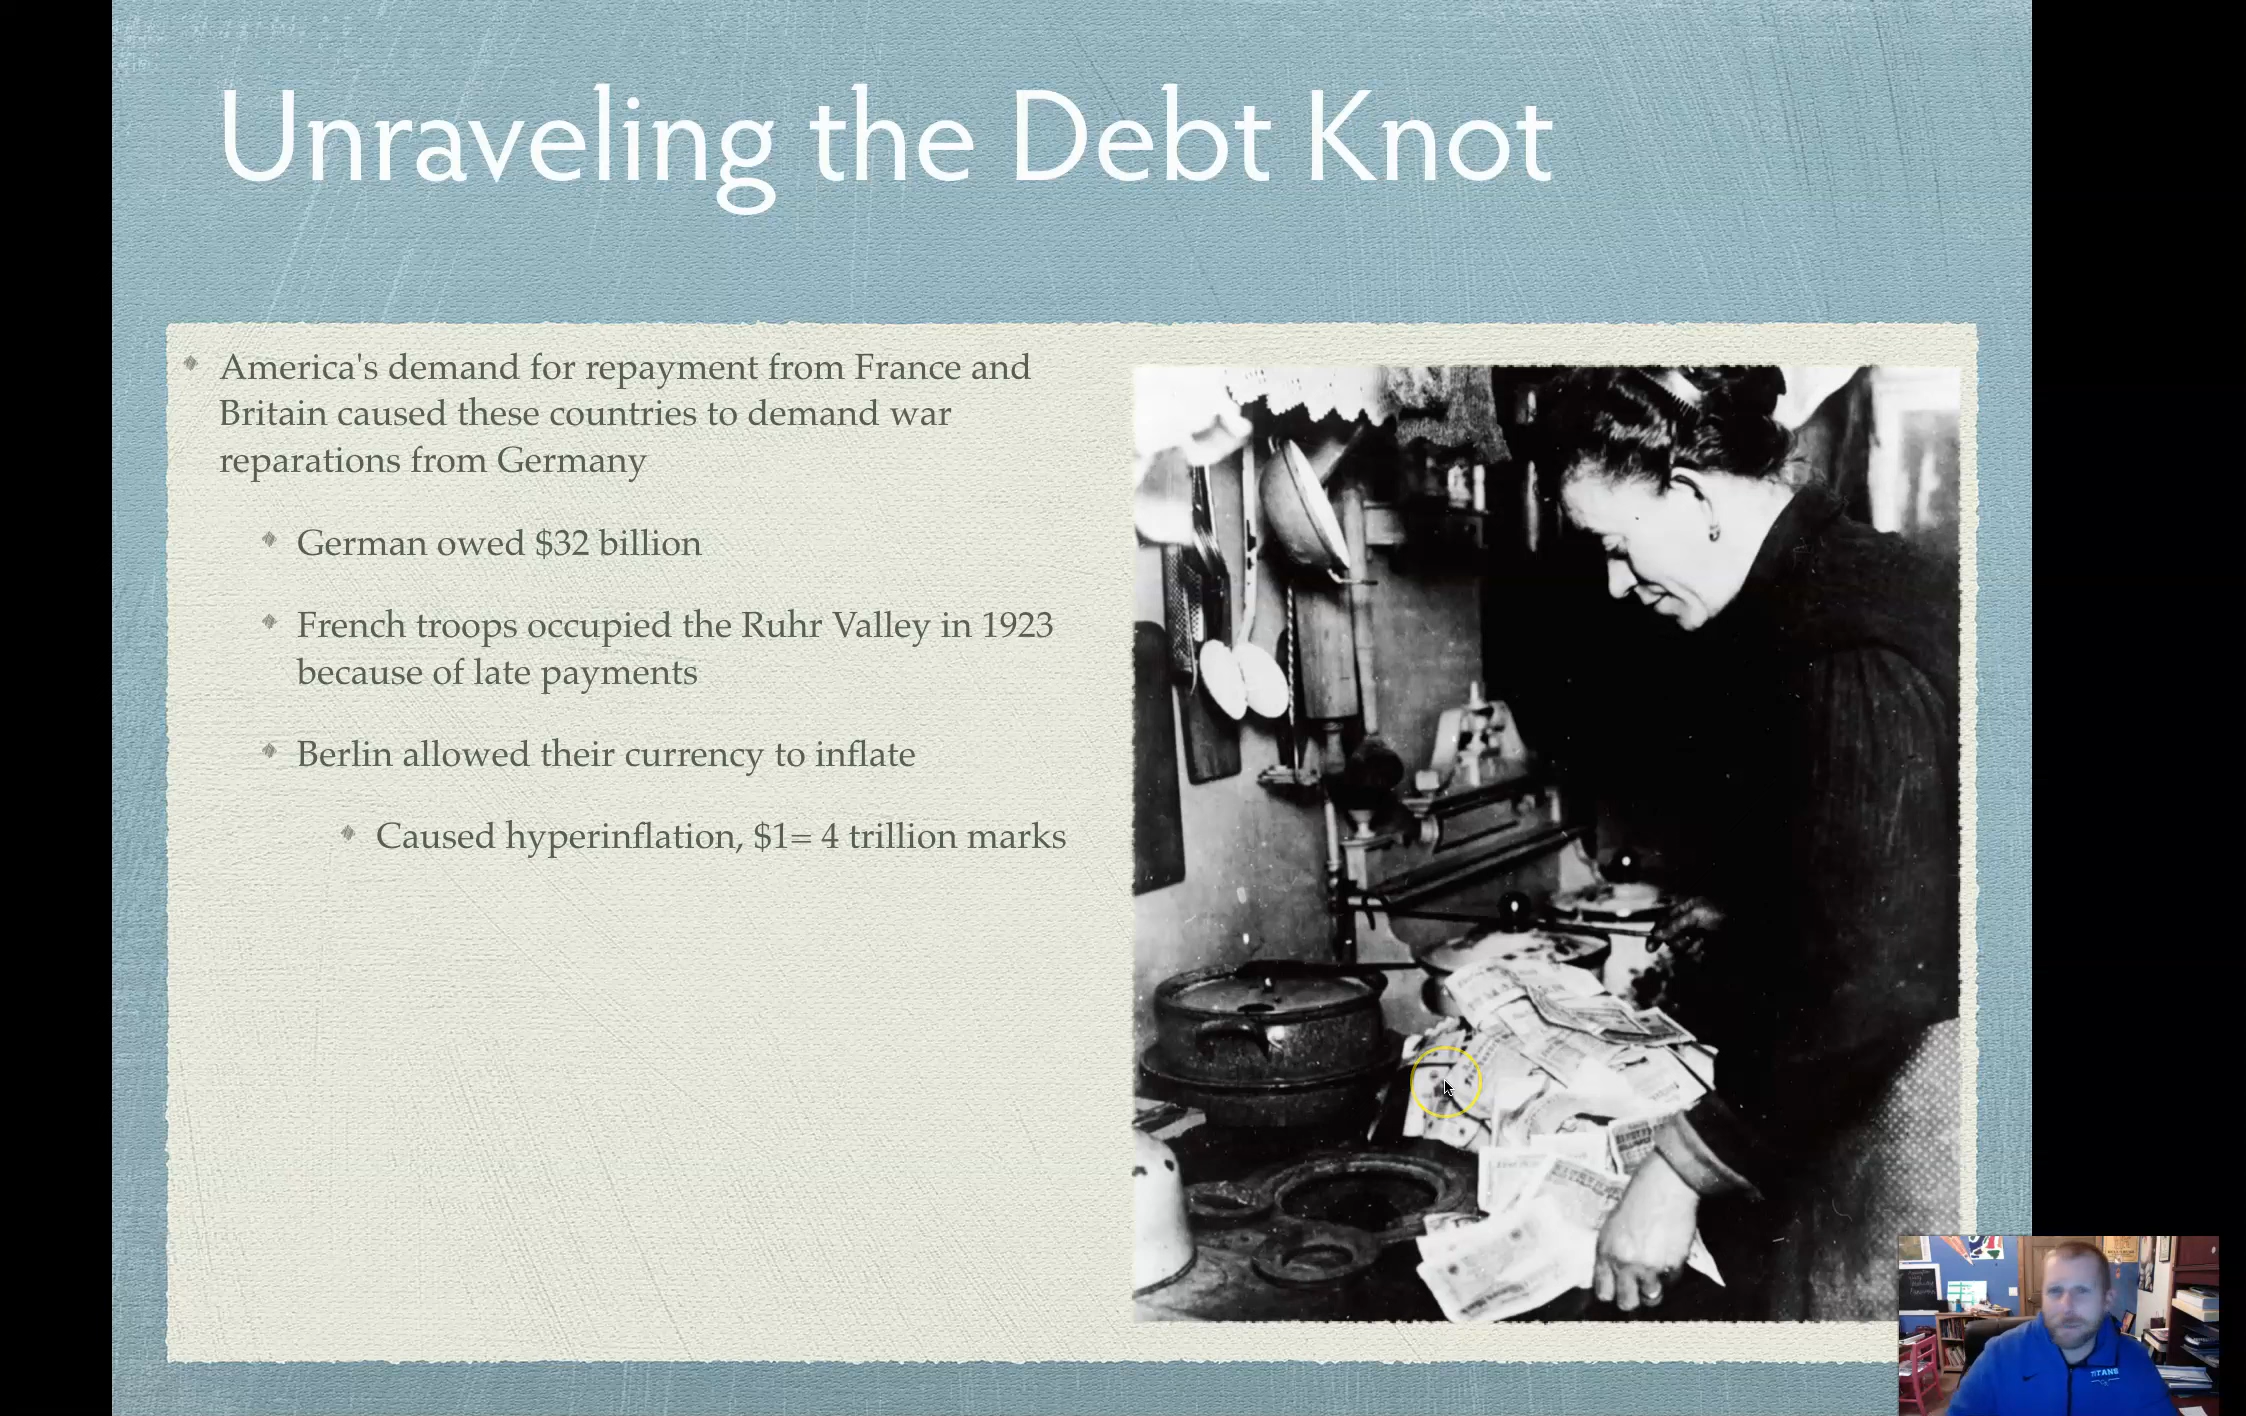 Unraveling the Debt Knot
America's demand for repayment from France and
Britain caused these countries to demand war
reparations from Germany
German owed $32 billion
French troops occupied the Ruhr Valley in 1923
because of late payments
Berlin allowed their currency to inflate
Caused hyperinflation, $1= 4 trillion marks
TITANS